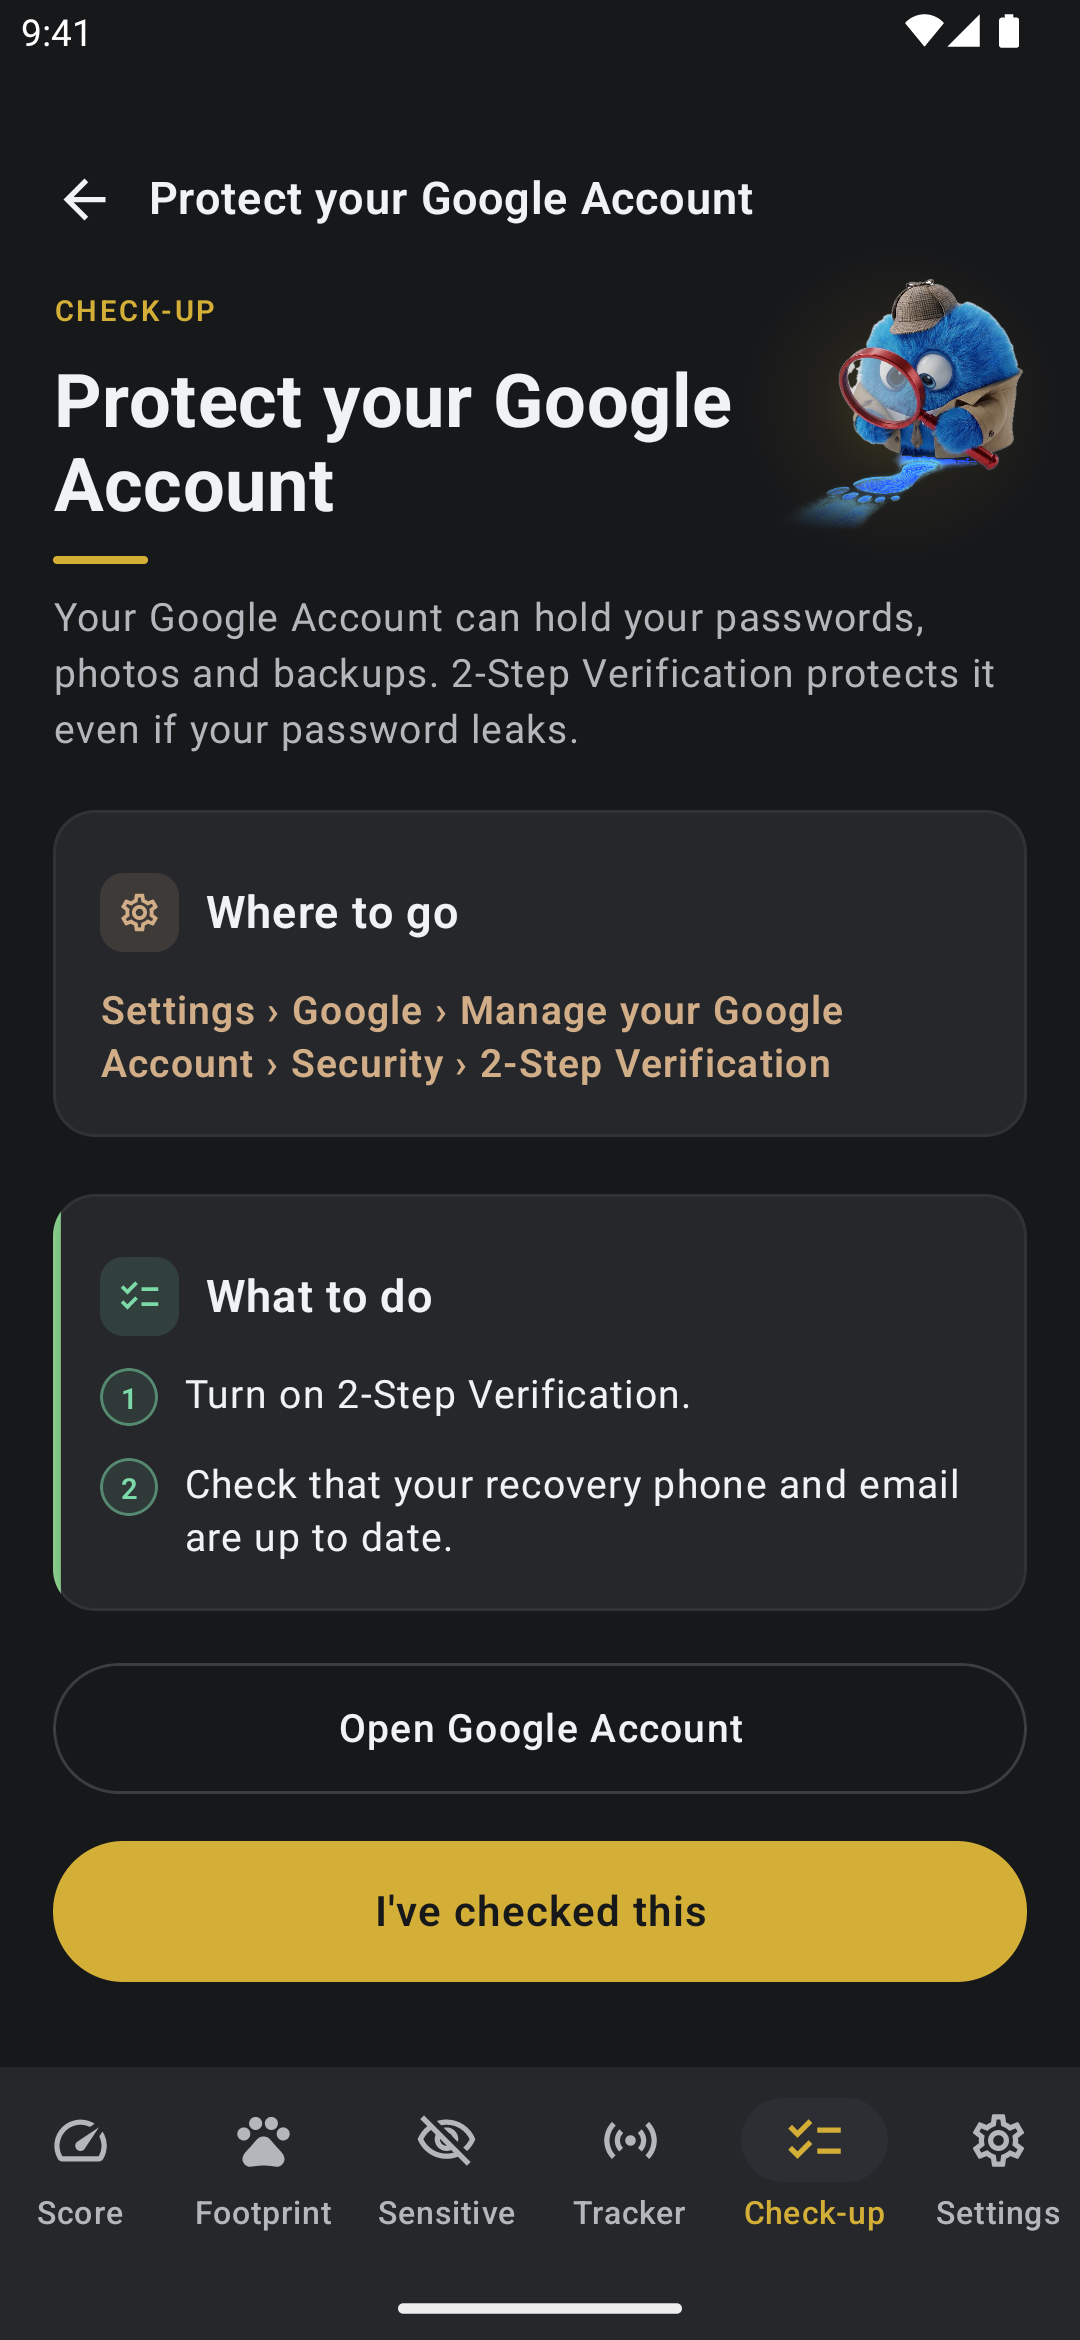 9:41
Protect your Google Account
CHECK-UP
Protect your Google
Account
Your Google Account can hold your passwords,
photos and backups. 2-Step Verification protects it
even if your password leaks.
Where to go
Settings › Google › Manage your Google
Account › Security › 2-Step Verification
What to do
1 Turn on 2-Step Verification.
2 Check that your recovery phone and email
are up to date.
Open Google Account
I've checked this
Score Footprint Sensitive Tracker Check-up Settings